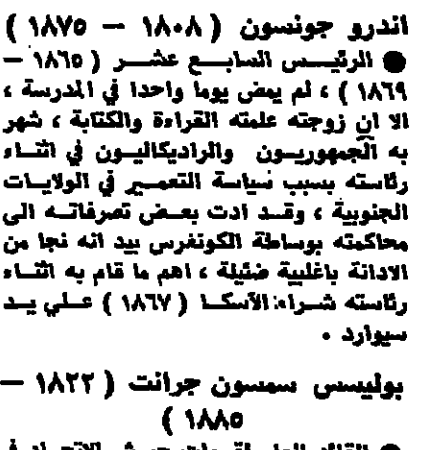 اندرو جونسون ( ١٨٠٨ — ١٨٧٥ )
● الرئيس السابع عشر ( ١٨٦٥ —
١٨٦٩ ) ، لم يمض يوما واحدا في المدرسة ،
الا ان زوجته علمته القراءة والكتابة ، شهر
به الجمهوريون والراديكاليون في اثناء
رئاسته بسبب سياسة التعمير في الولايات
الجنوبية ، وقد ادت بعض تصرفاته الى
محاكمته بوساطة الكونغرس بيد انه نجا من
الادانة باغلبية ضئيلة ، اهم ما قام به اثناء
رئاسته شراء الآسكا ( ١٨٦٧ ) علي يد
سيوارد .
يوليسس سمسون جرانت ( ١٨٢٢ —
١٨٨٥ )